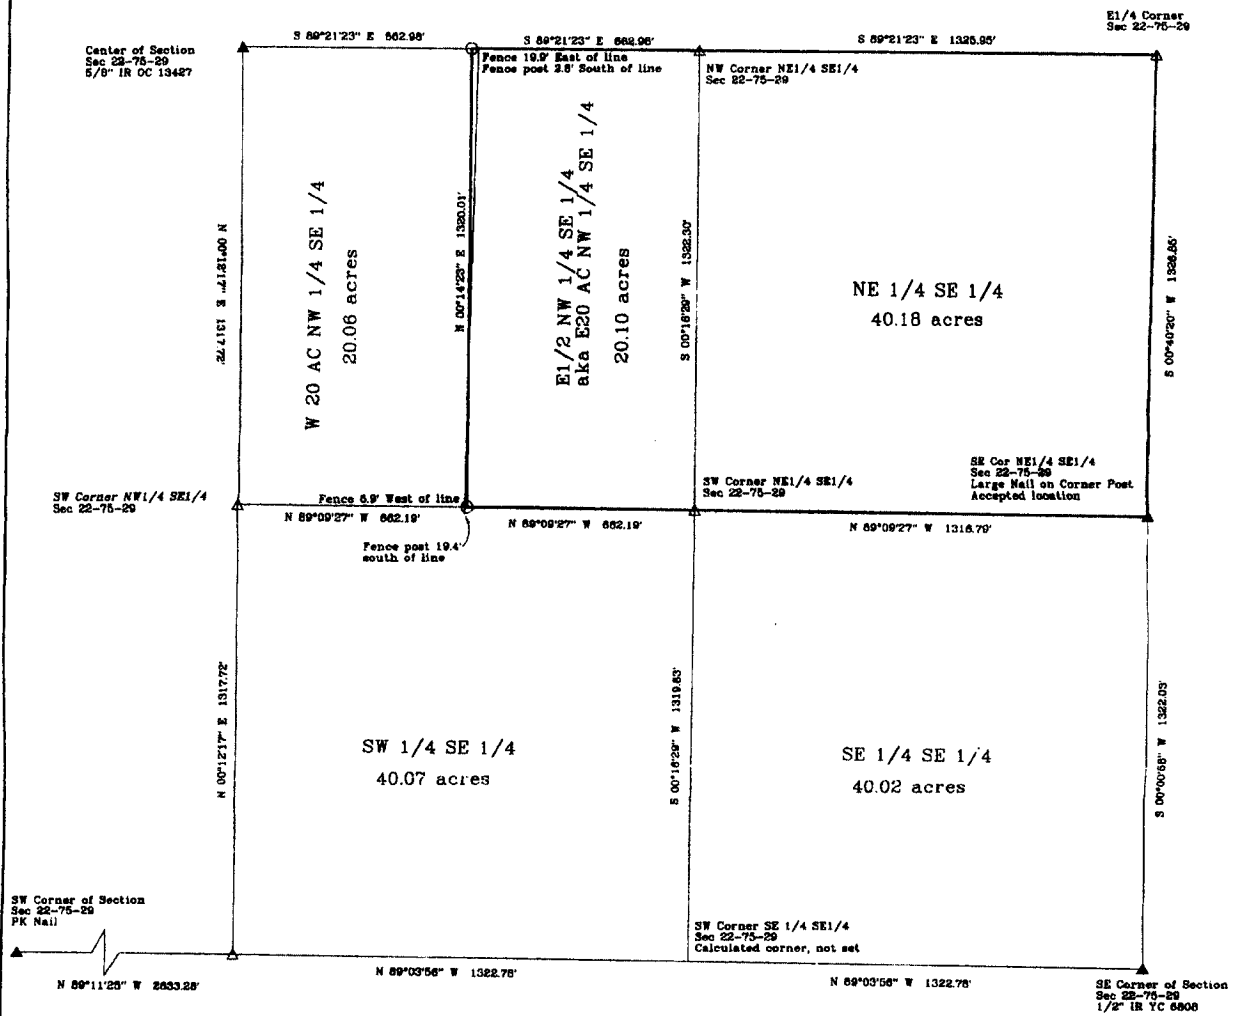 E1/4 Corner
Sec 22-75-29
S 89°21'23" E 662.98'
S 89°21'23" E 662.98'
S 89°21'23" E 1325.95'
Center of Section
Sec 22-75-29
5/8" IR OC 13427
Fence 19.9' East of line
Fence post 2.8' South of line
NW Corner NE1/4 SE1/4
Sec 22-75-29
N 00°12'17" E 1317.72'
W 20 AC NW 1/4 SE 1/4
20.06 acres
N 00°14'23" E 1320.01'
E1/2 NW 1/4 SE 1/4
aka E20 AC NW 1/4 SE 1/4
20.10 acres
S 00°16'29" W 1322.30'
NE 1/4 SE 1/4
40.18 acres
S 00°40'20" W 1326.85'
SW Corner NW1/4 SE1/4
Sec 22-75-29
Fence 6.9' West of line
SW Corner NE1/4 SE1/4
Sec 22-75-29
SE Cor NE1/4 SE1/4
Sec 22-75-29
Large Nail on Corner Post
Accepted location
N 89°09'27" W 662.19'
N 89°09'27" W 662.19'
N 89°09'27" W 1316.79'
Fence post 19.4'
south of line
N 00°12'17" E 1317.72'
SW 1/4 SE 1/4
40.07 acres
S 00°16'29" W 1319.83'
SE 1/4 SE 1/4
40.02 acres
S 00°00'58" W 1322.03'
SW Corner of Section
Sec 22-75-29
PK Nail
SW Corner SE 1/4 SE1/4
Sec 22-75-29
Calculated corner, not set
N 89°11'25" W 2633.28'
N 89°03'56" W 1322.78'
N 89°03'56" W 1322.78'
SE Corner of Section
Sec 22-75-29
1/2" IR YC 6808